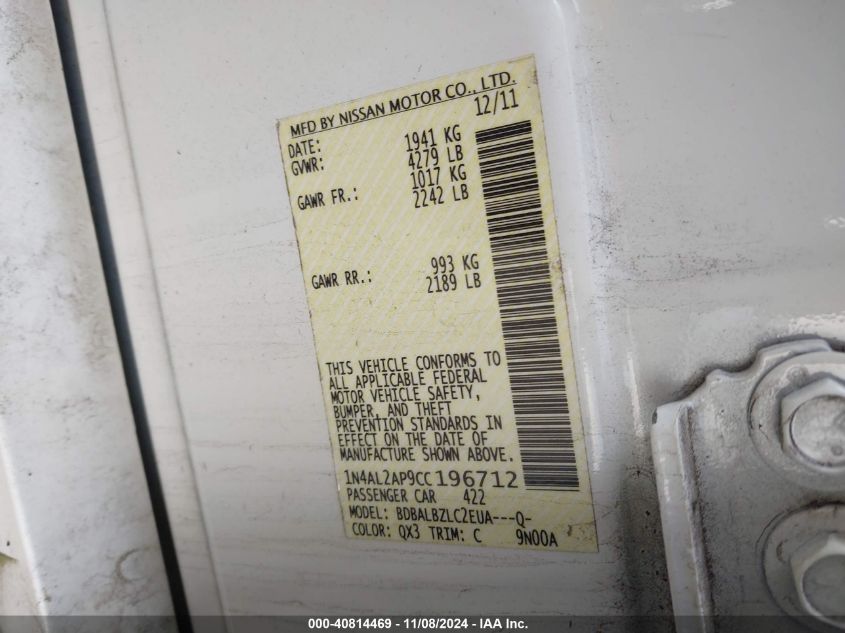 MFD BY NISSAN MOTOR CO., LTD.
DATE: 12/11
GVWR: 1941 KG
4279 LB
GAWR FR.: 1017 KG
2242 LB
GAWR RR.: 993 KG
2189 LB
THIS VEHICLE CONFORMS TO
ALL APPLICABLE FEDERAL
MOTOR VEHICLE SAFETY,
BUMPER, AND THEFT
PREVENTION STANDARDS IN
EFFECT ON THE DATE OF
MANUFACTURE SHOWN ABOVE.
1N4AL2AP9CC196712
PASSENGER CAR 422
MODEL: BDBALBZLC2EUA---Q-
COLOR: QX3 TRIM: C 9N00A
000-40814469 - 11/08/2024 - IAA Inc.